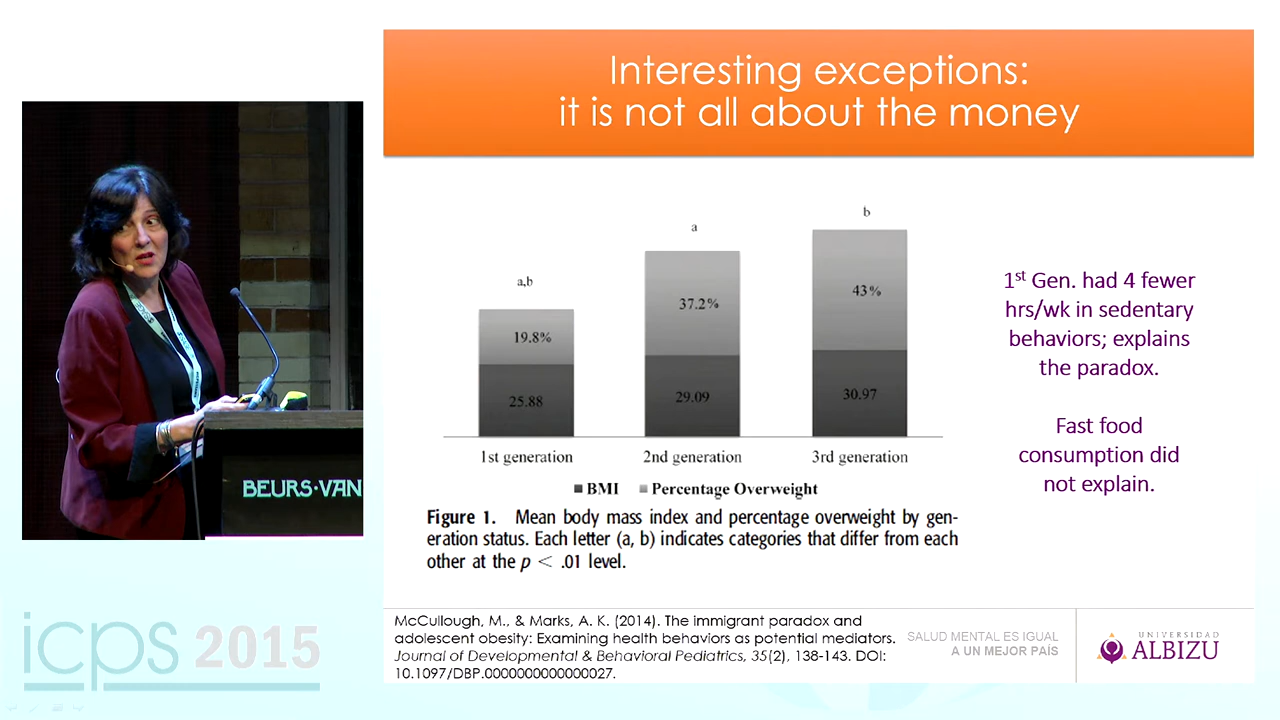 Interesting exceptions:
it is not all about the money
b
a
a,b
43%
37.2%
19.8%
30.97
29.09
25.88
1st generation
2nd generation
3rd generation
BMI
Percentage Overweight
Figure 1. Mean body mass index and percentage overweight by gen-
eration status. Each letter (a, b) indicates categories that differ from each
other at the p < .01 level.
1st Gen. had 4 fewer
hrs/wk in sedentary
behaviors; explains
the paradox.
Fast food
consumption did
not explain.
BEURS·VAN
McCullough, M., & Marks, A. K. (2014). The immigrant paradox and
adolescent obesity: Examining health behaviors as potential mediators.
Journal of Developmental & Behavioral Pediatrics, 35(2), 138-143. DOI:
10.1097/DBP.0000000000000027.
SALUD MENTAL ES IGUAL
A UN MEJOR PAÍS
UNIVERSIDAD
ALBIZU
icps 2015